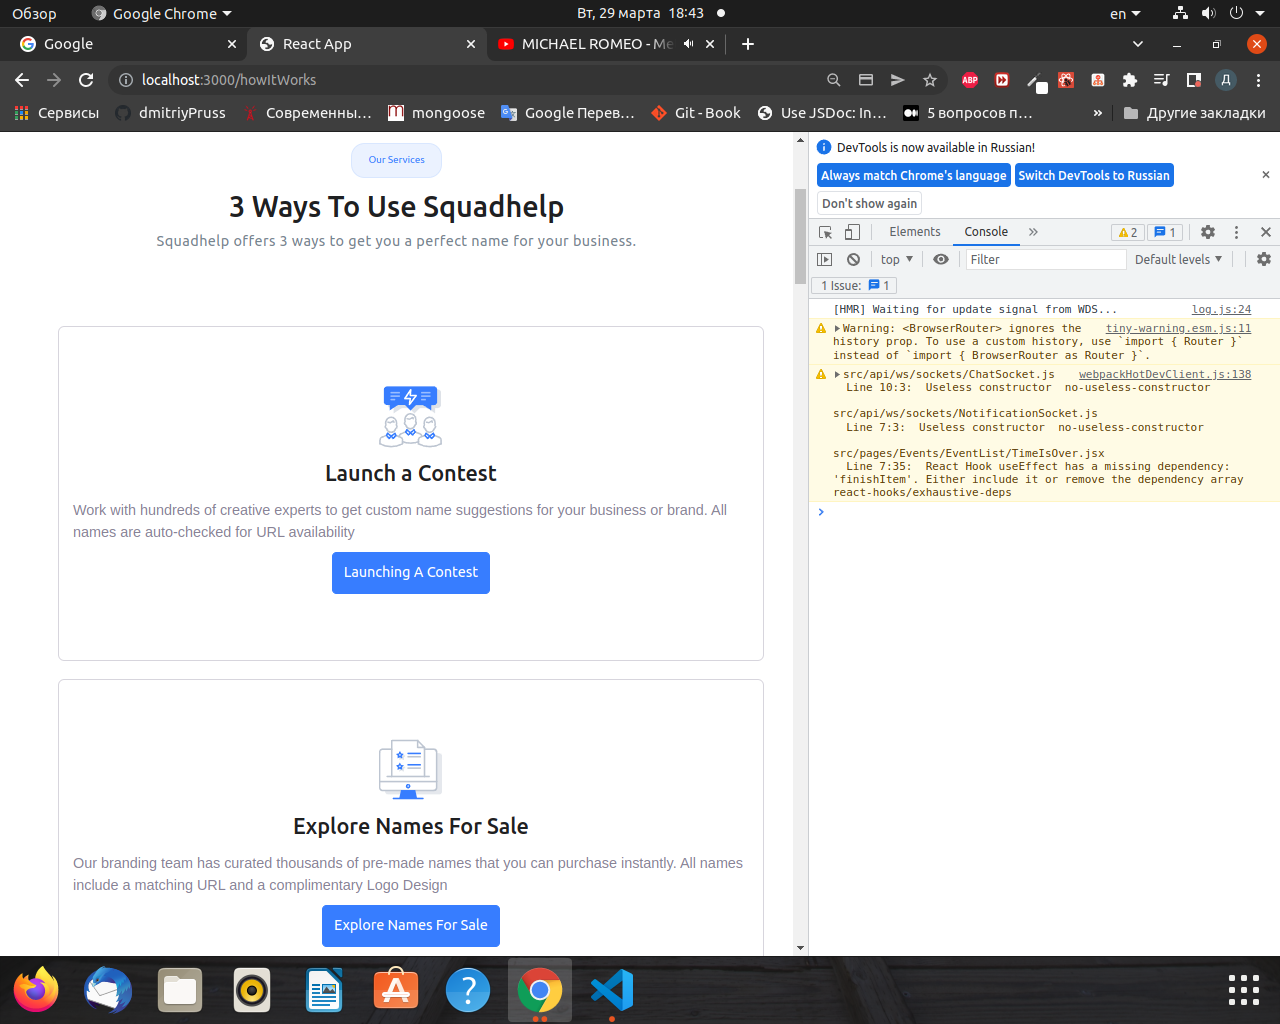 Обзор
Google Chrome
Вт, 29 марта 18:43
en
Google
React App
MICHAEL ROMEO - Me
localhost:3000/howItWorks
ABP
Д
Сервисы
dmitriyPruss
Современны...
mongoose
Google Перев...
Git - Book
Use JSDoc: In...
5 вопросов п...
»
Другие закладки
Our Services
3 Ways To Use Squadhelp
Squadhelp offers 3 ways to get you a perfect name for your business.
Launch a Contest
Work with hundreds of creative experts to get custom name suggestions for your business or brand. All
names are auto-checked for URL availability
Launching A Contest
Explore Names For Sale
Our branding team has curated thousands of pre-made names that you can purchase instantly. All names
include a matching URL and a complimentary Logo Design
Explore Names For Sale
DevTools is now available in Russian!
Always match Chrome's language
Switch DevTools to Russian
Don't show again
Elements
Console
»
2
1
top
Filter
Default levels
1 Issue: 1
[HMR] Waiting for update signal from WDS... log.js:24
Warning: <BrowserRouter> ignores the tiny-warning.esm.js:11
history prop. To use a custom history, use `import { Router }`
instead of `import { BrowserRouter as Router }`.
src/api/ws/sockets/ChatSocket.js webpackHotDevClient.js:138
Line 10:3: Useless constructor no-useless-constructor
src/api/ws/sockets/NotificationSocket.js
Line 7:3: Useless constructor no-useless-constructor
src/pages/Events/EventList/TimeIsOver.jsx
Line 7:35: React Hook useEffect has a missing dependency:
'finishItem'. Either include it or remove the dependency array
react-hooks/exhaustive-deps